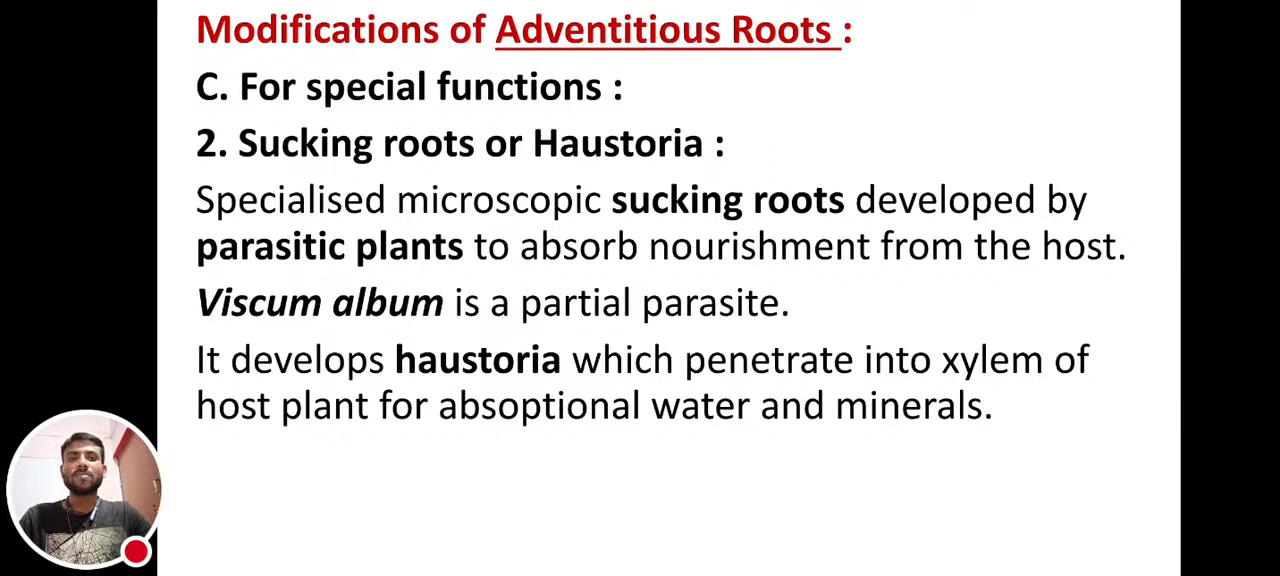 Modifications of Adventitious Roots :
C. For special functions :
2. Sucking roots or Haustoria :
Specialised microscopic sucking roots developed by
parasitic plants to absorb nourishment from the host.
Viscum album is a partial parasite.
It develops haustoria which penetrate into xylem of
host plant for absoptional water and minerals.